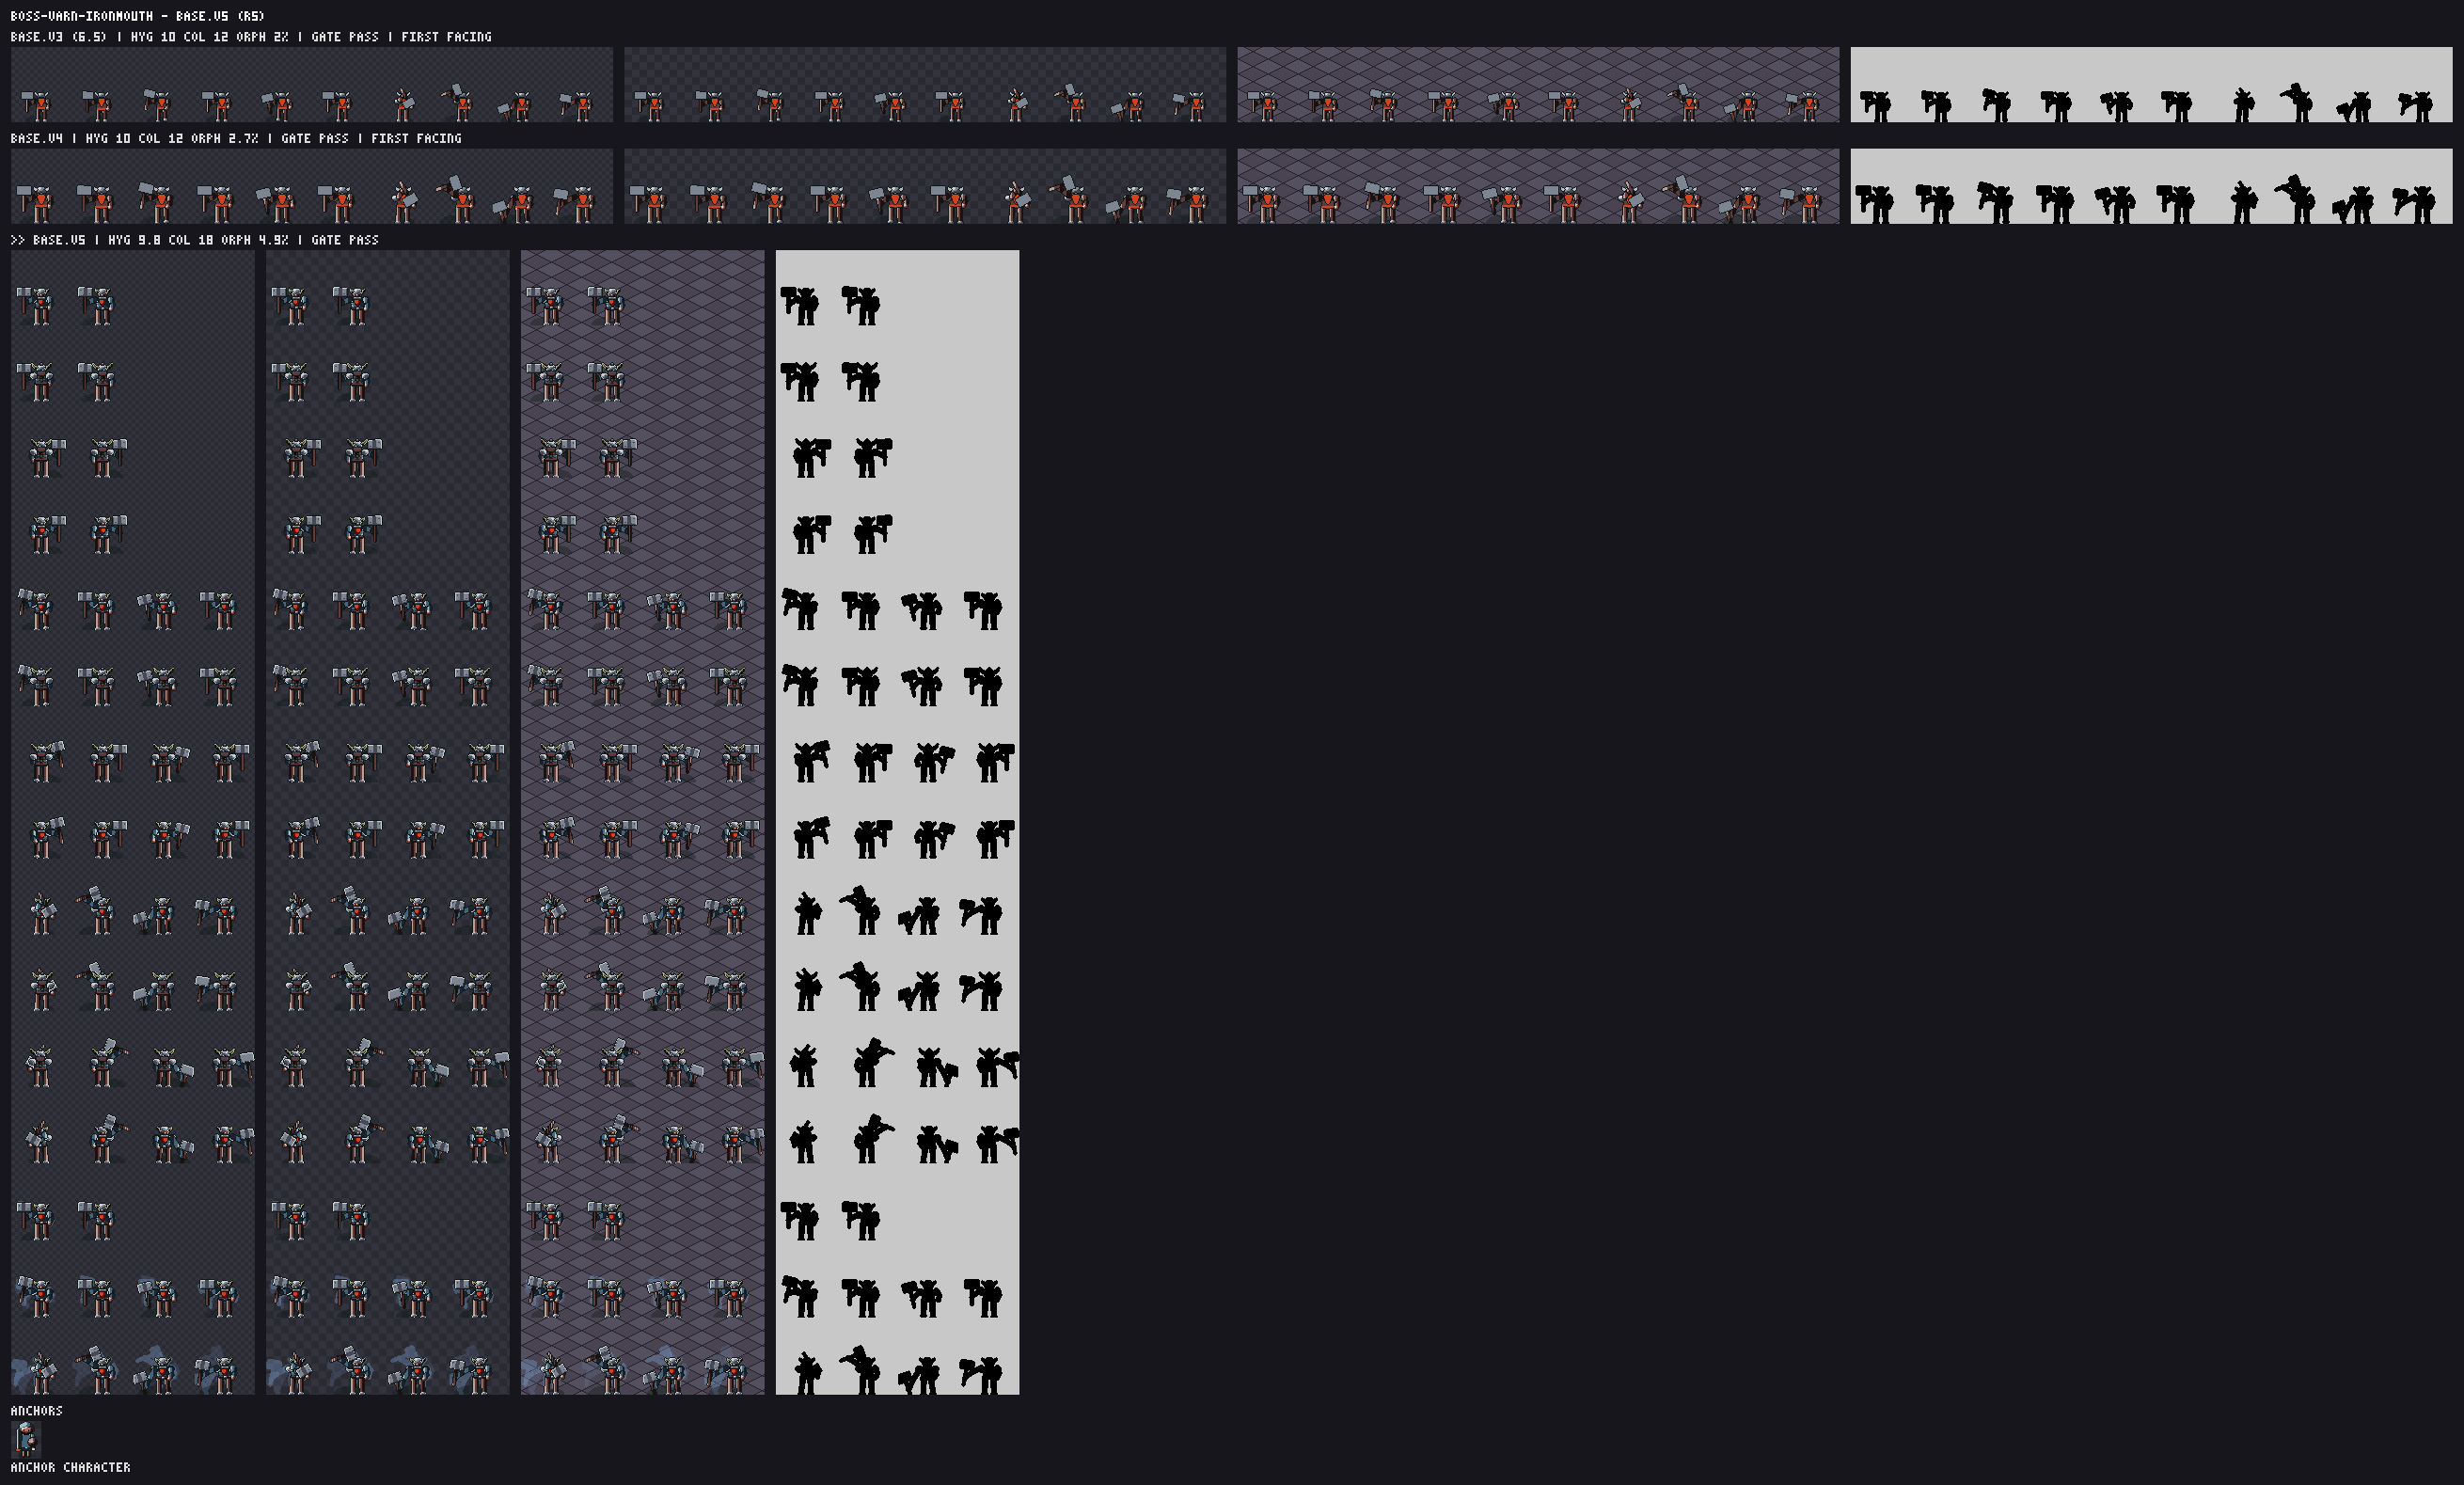 BOSS-VARN-IRONMOUTH - BASE.V5 (R5)
BASE.V3 (6.5) | HYG 10 COL 12 ORPH 2% | GATE PASS | FIRST FACING
BASE.V4 | HYG 10 COL 12 ORPH 2.7% | GATE PASS | FIRST FACING
>> BASE.V5 | HYG 9.8 COL 18 ORPH 4.9% | GATE PASS
ANCHORS
ANCHOR CHARACTER